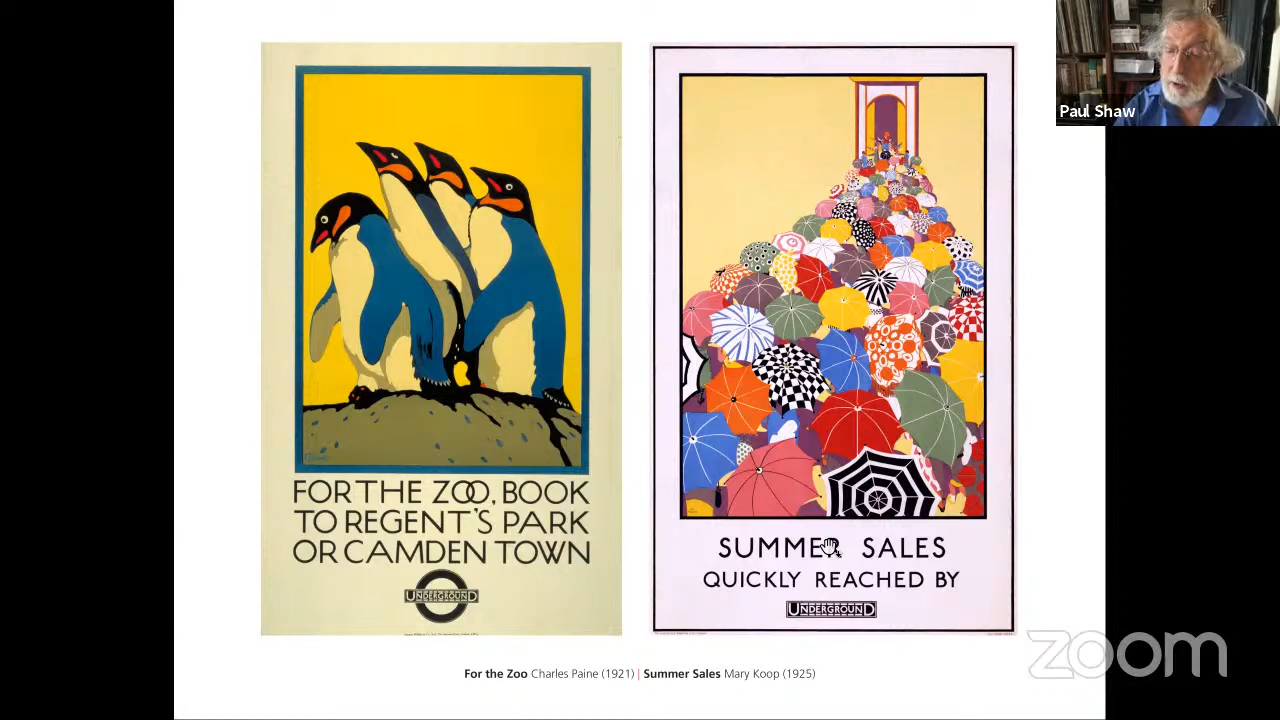 Paul Shaw
FOR THE ZOO, BOOK
TO REGENT'S PARK
OR CAMDEN TOWN
UNDERGROUND
SUMMER SALES
QUICKLY REACHED BY
UNDERGROUND
For the Zoo Charles Paine (1921) | Summer Sales Mary Koop (1925)
zoom